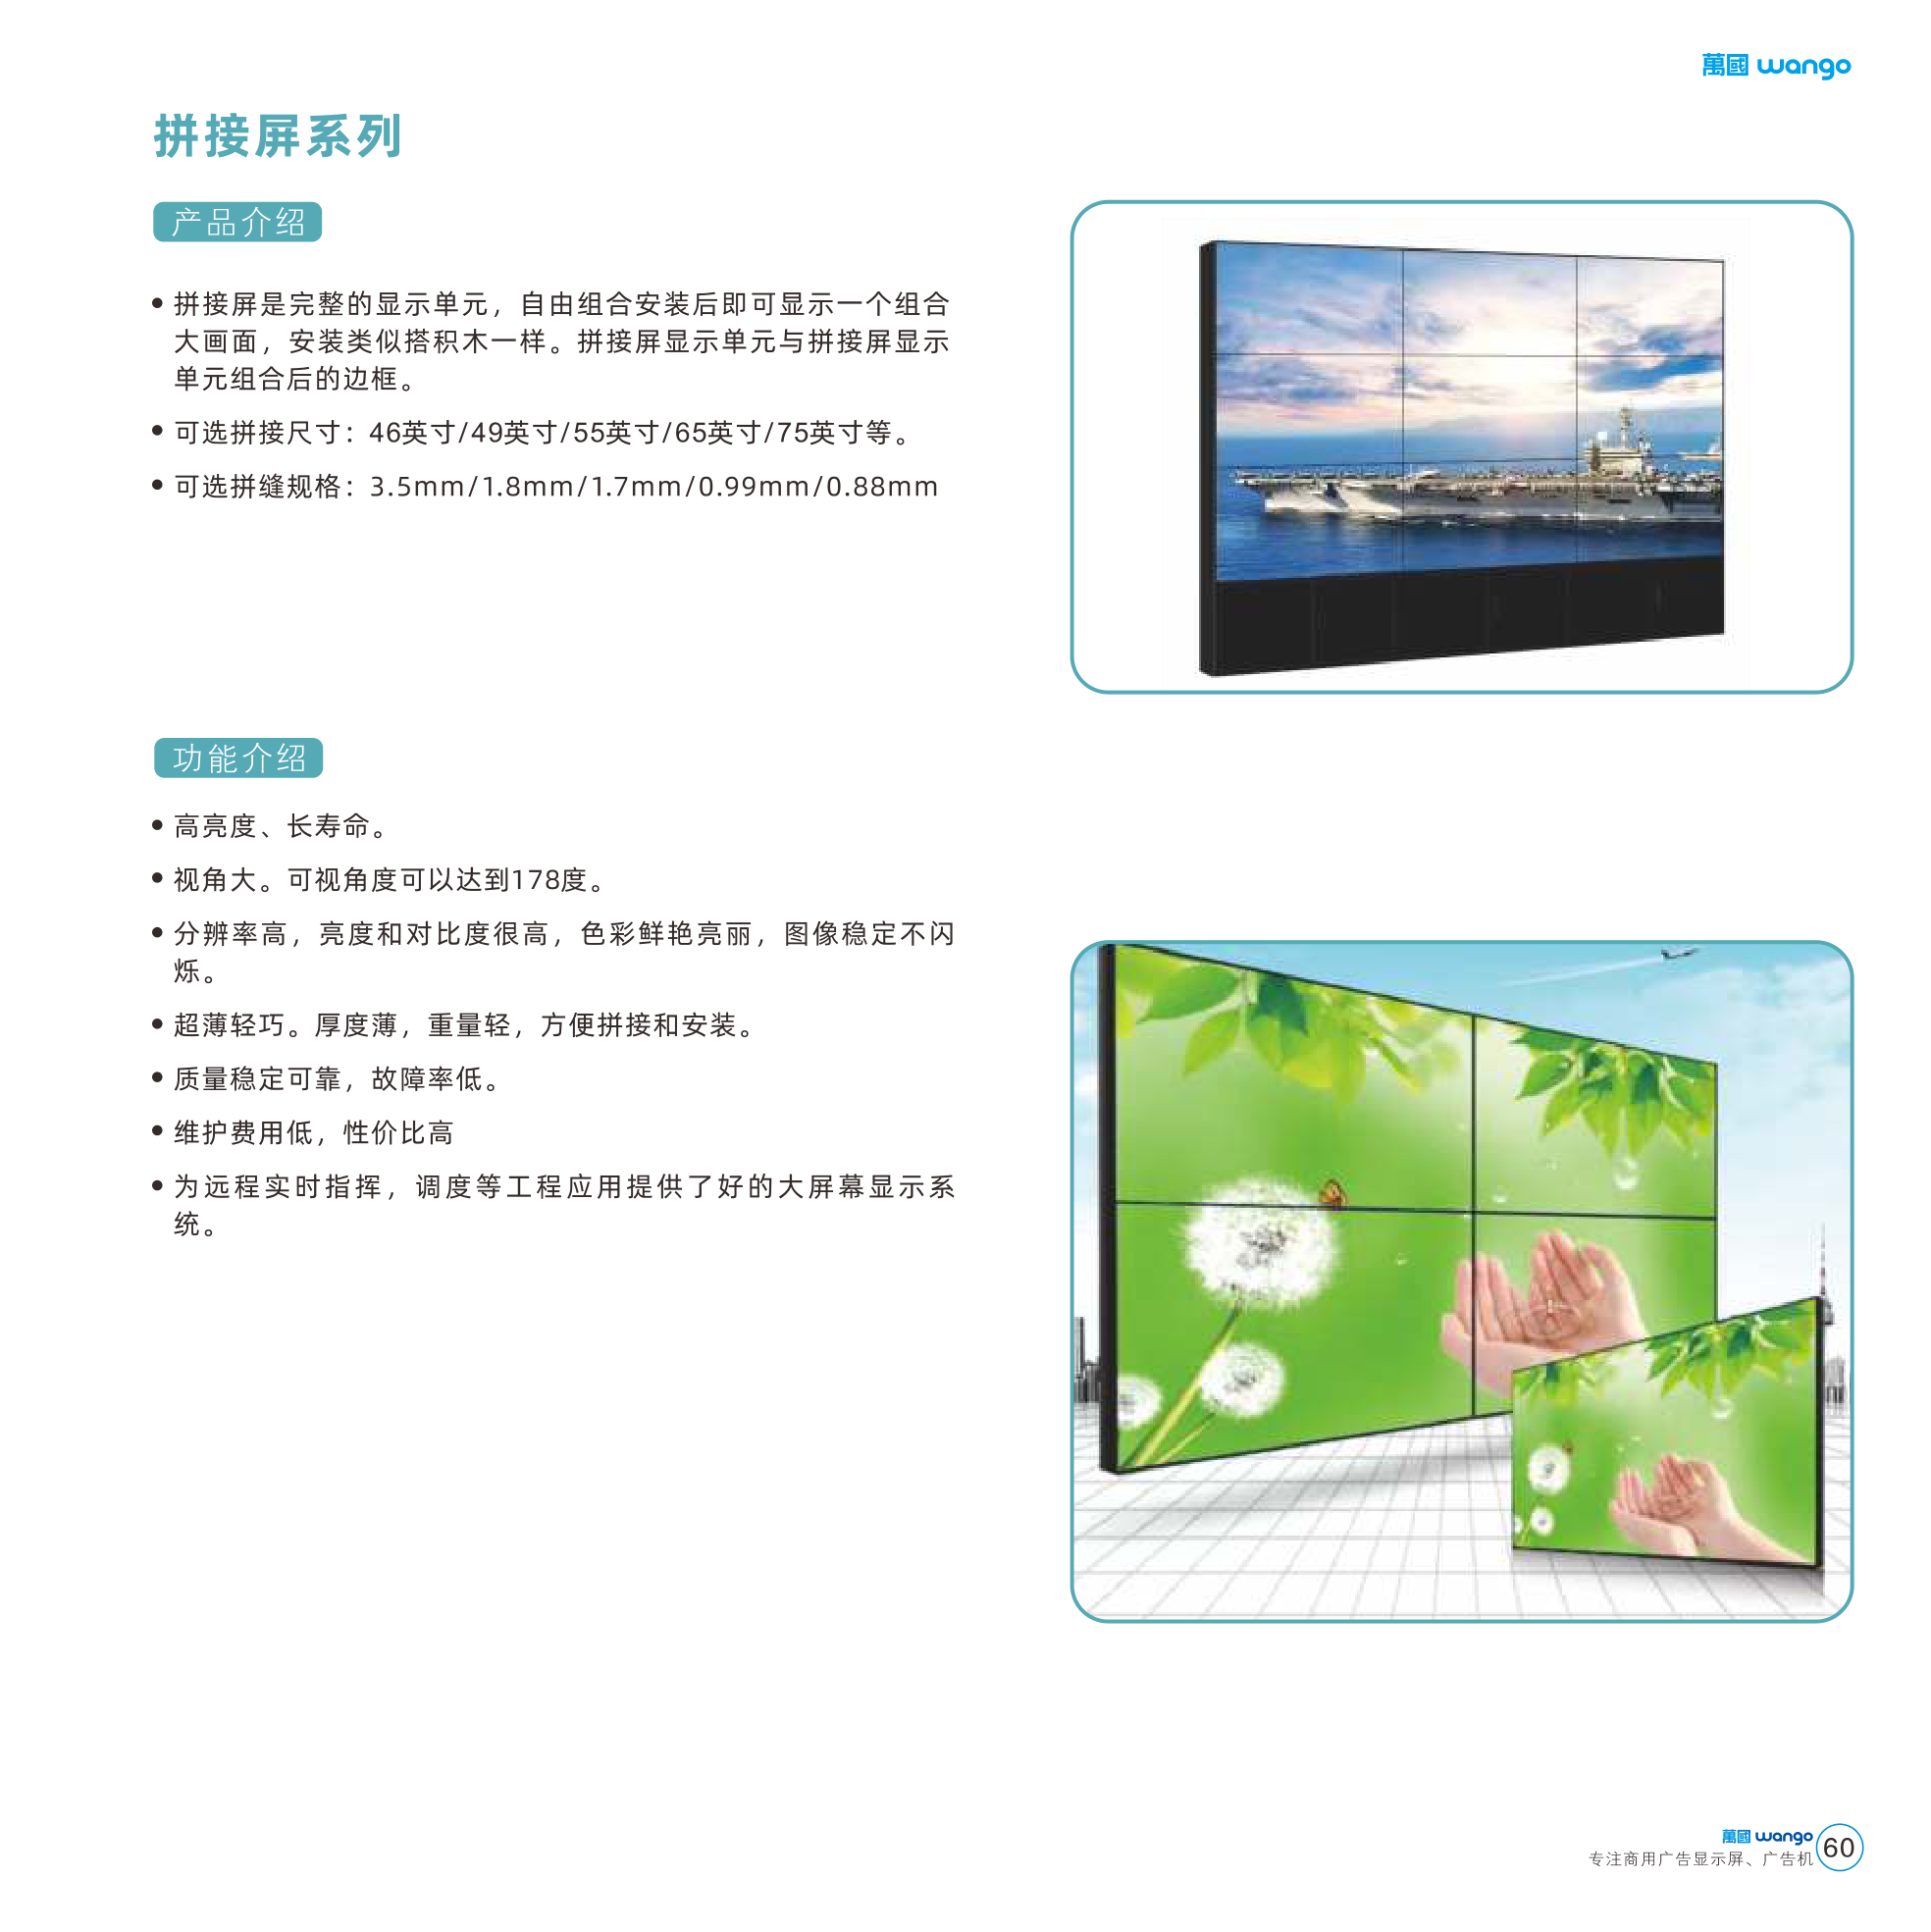 萬國 wango
拼接屏系列
产品介绍
• 拼接屏是完整的显示单元，自由组合安装后即可显示一个组合
大画面，安装类似搭积木一样。拼接屏显示单元与拼接屏显示
单元组合后的边框。
• 可选拼接尺寸：46英寸/49英寸/55英寸/65英寸/75英寸等。
• 可选拼缝规格：3.5mm/1.8mm/1.7mm/0.99mm/0.88mm
功能介绍
• 高亮度、长寿命。
• 视角大。可视角度可以达到178度。
• 分辨率高，亮度和对比度很高，色彩鲜艳亮丽，图像稳定不闪
烁。
• 超薄轻巧。厚度薄，重量轻，方便拼接和安装。
• 质量稳定可靠，故障率低。
• 维护费用低，性价比高
• 为远程实时指挥，调度等工程应用提供了好的大屏幕显示系
统。
萬國 wango
专注商用广告显示屏、广告机
60